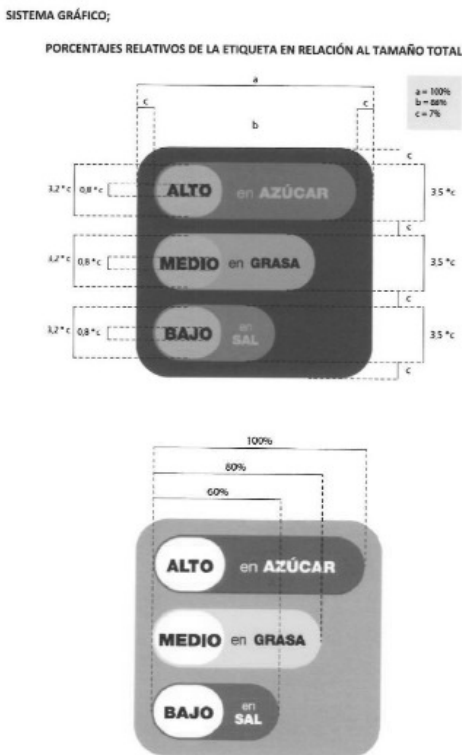 SISTEMA GRÁFICO;
PORCENTAJES RELATIVOS DE LA ETIQUETA EN RELACIÓN AL TAMAÑO TOTAL
a
a = 100%
b = 88%
c = 7%
c
c
b
c
3,2 * c
0,8 * c
ALTO en AZÚCAR
3.5 * c
c
3,2 * c
0,8 * c
MEDIO en GRASA
3.5 * c
c
3,2 * c
0,8 * c
BAJO en SAL
3.5 * c
c
100%
80%
60%
ALTO en AZÚCAR
MEDIO en GRASA
BAJO en SAL